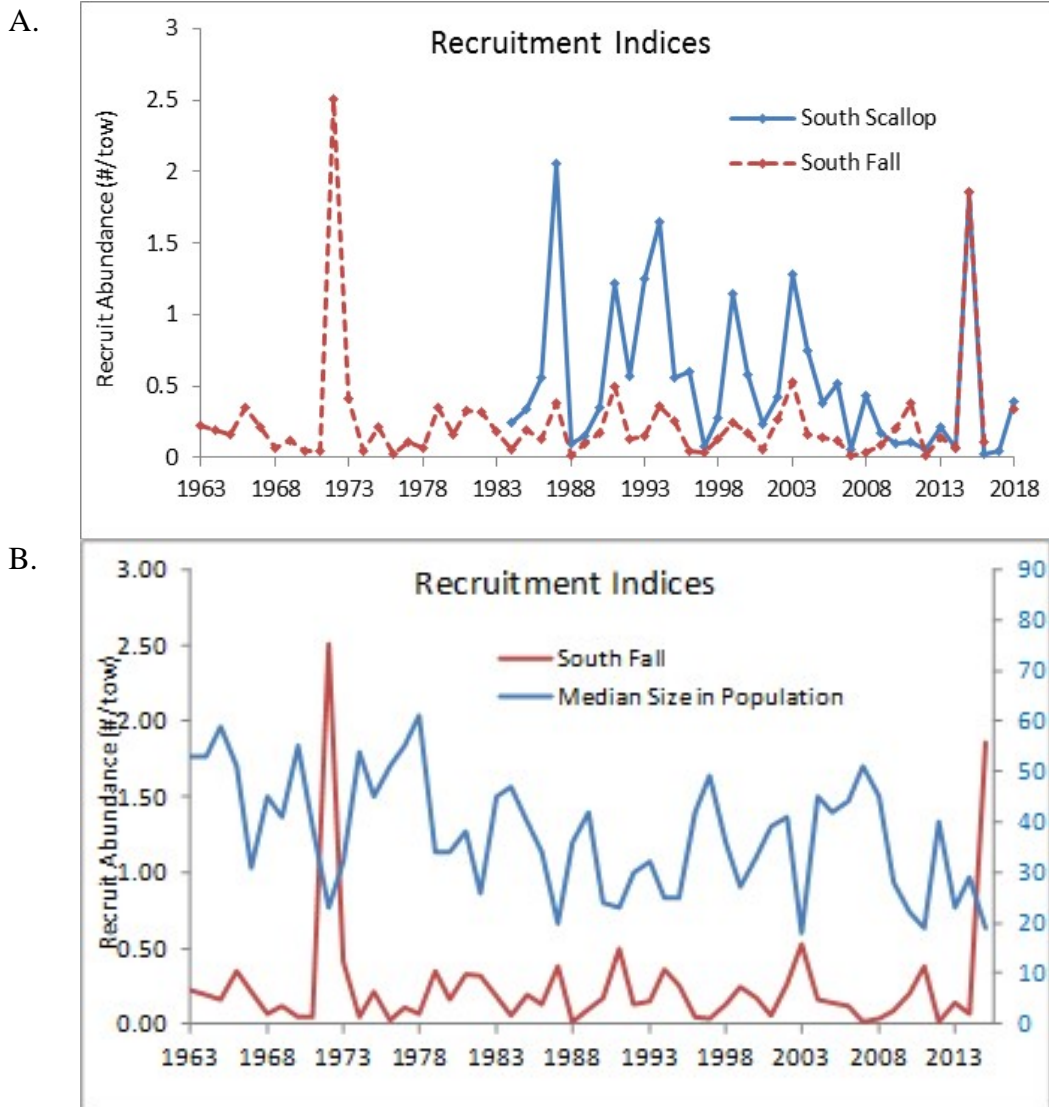 A.
Recruitment Indices
3
2.5
2
1.5
1
0.5
0
Recruit Abundance (#/tow)
South Scallop
South Fall
1963 1968 1973 1978 1983 1988 1993 1998 2003 2008 2013 2018
B.
Recruitment Indices
3.00
2.50
2.00
1.50
1.00
0.50
0.00
Recruit Abundance (#/tow)
South Fall
Median Size in Population
90
80
70
60
50
40
30
20
10
0
1963 1968 1973 1978 1983 1988 1993 1998 2003 2008 2013